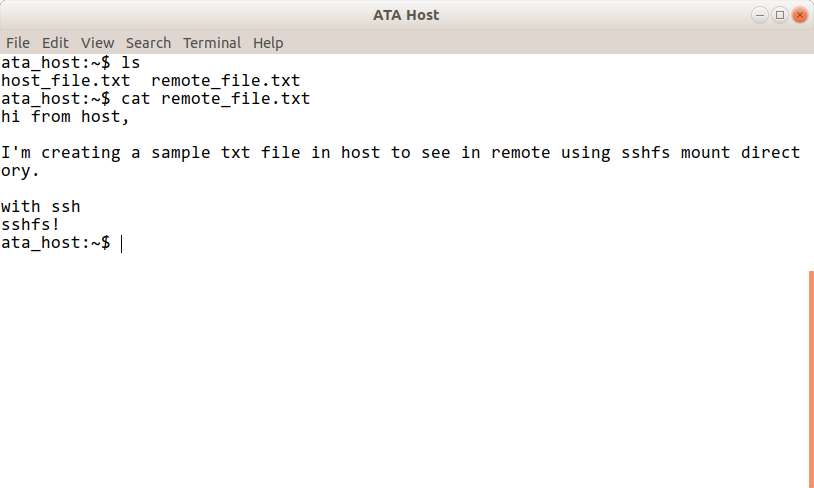 ATA Host
File Edit View Search Terminal Help
ata_host:~$ ls
host_file.txt  remote_file.txt
ata_host:~$ cat remote_file.txt
hi from host,

I'm creating a sample txt file in host to see in remote using sshfs mount direct
ory.

with ssh
sshfs!
ata_host:~$